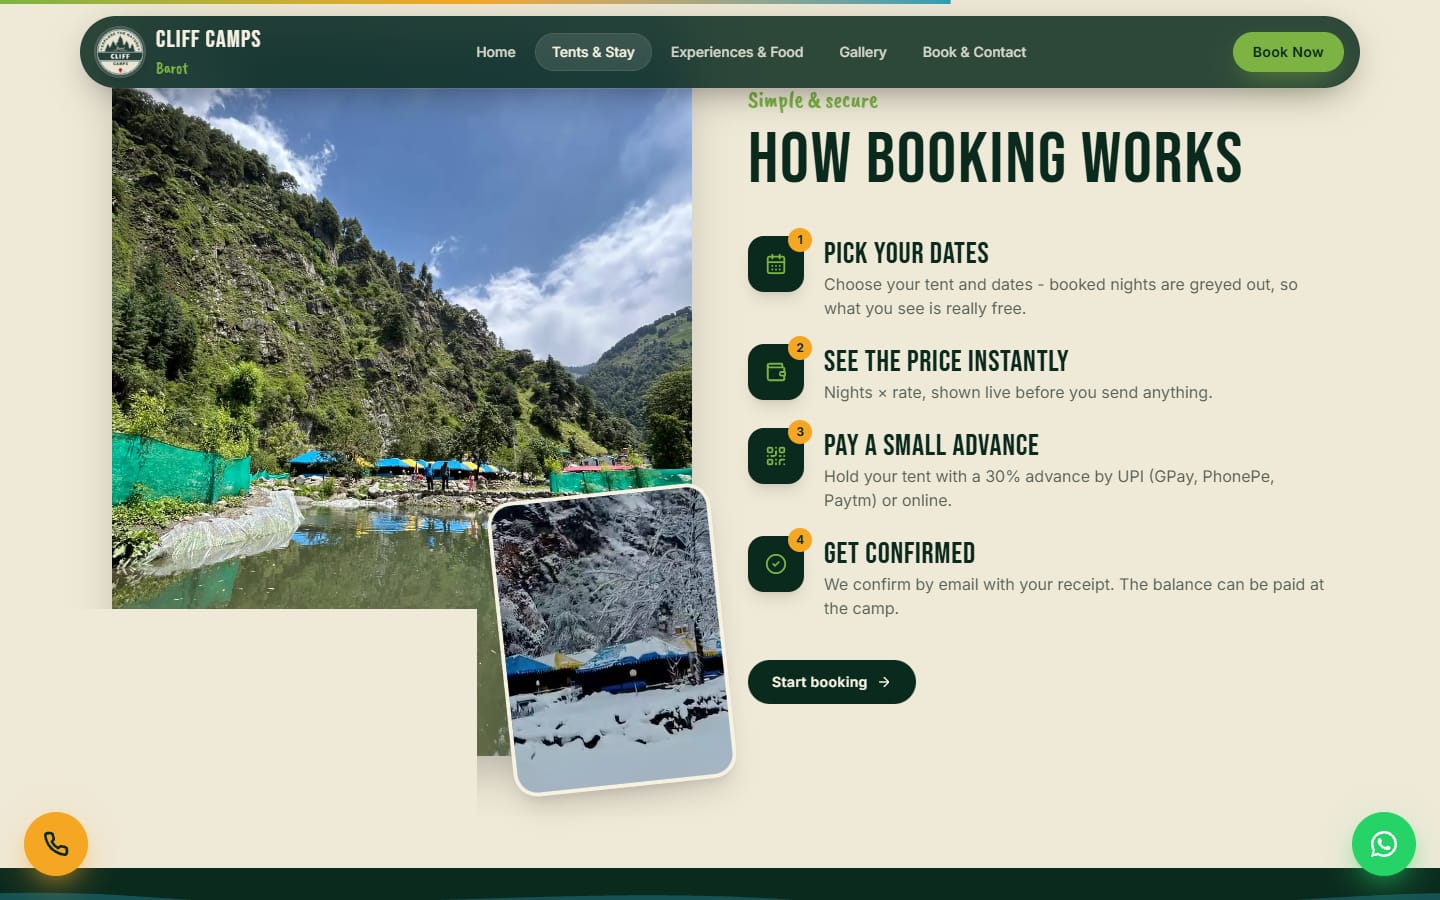 CLIFF CAMPS
Barot
CLIFF
CAMPS
Home
Tents & Stay
Experiences & Food
Gallery
Book & Contact
Book Now
Simple & secure
HOW BOOKING WORKS
1
PICK YOUR DATES
Choose your tent and dates - booked nights are greyed out, so
what you see is really free.
2
SEE THE PRICE INSTANTLY
Nights × rate, shown live before you send anything.
3
PAY A SMALL ADVANCE
Hold your tent with a 30% advance by UPI (GPay, PhonePe,
Paytm) or online.
4
GET CONFIRMED
We confirm by email with your receipt. The balance can be paid at
the camp.
Start booking